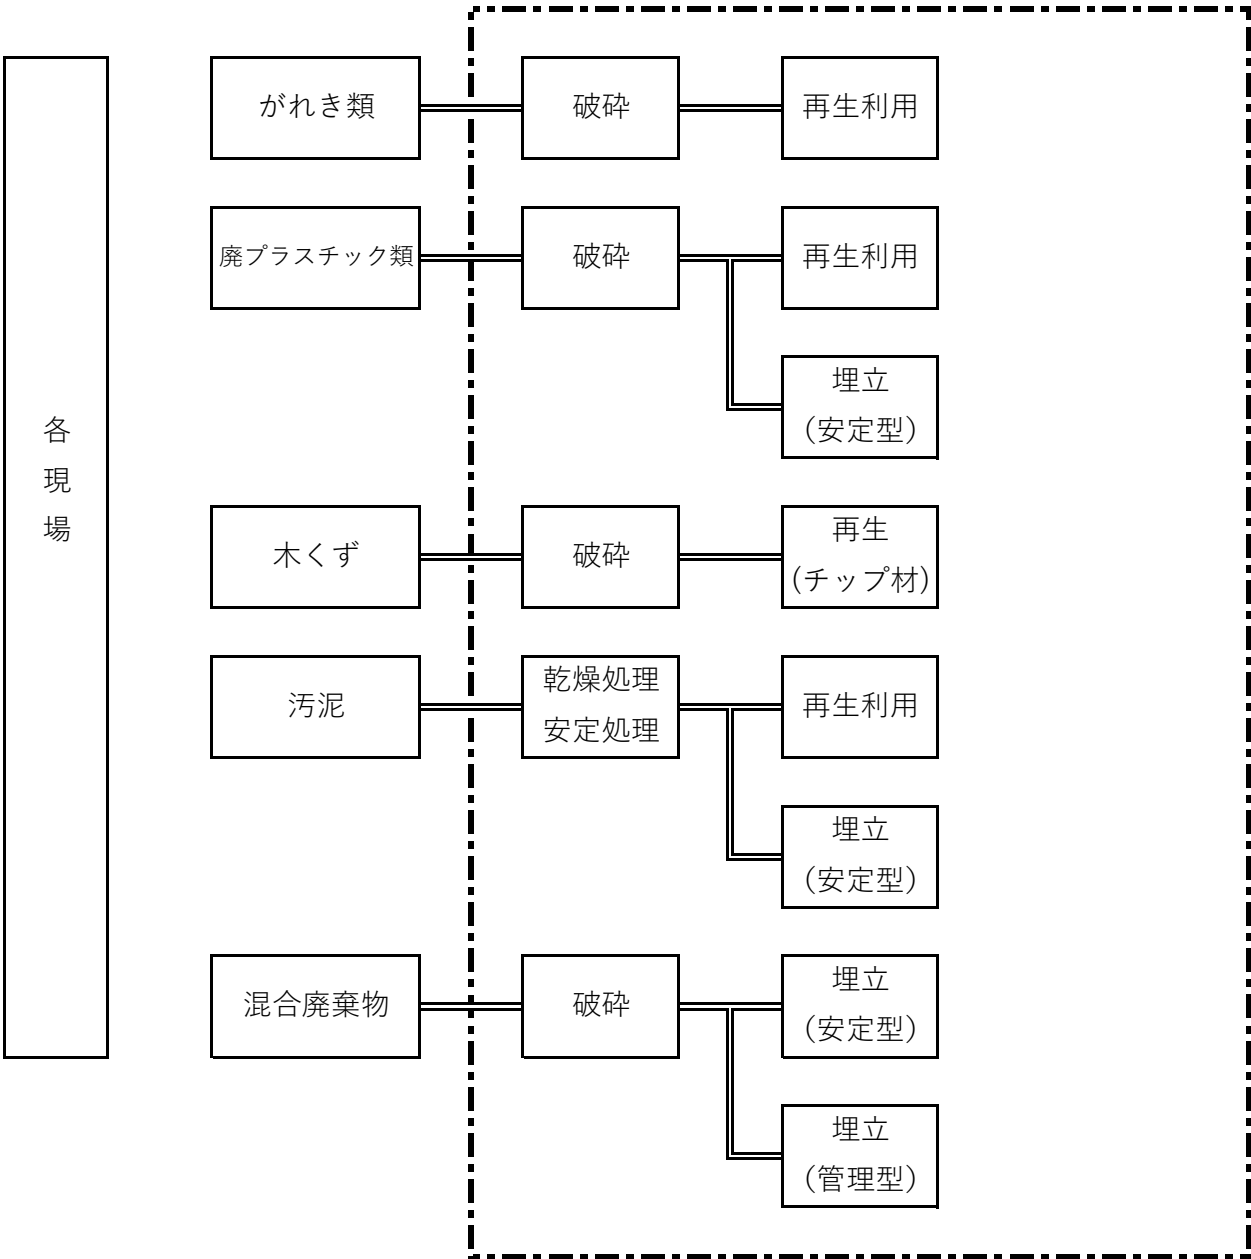 各現場
がれき類
破砕
再生利用
廃プラスチック類
破砕
再生利用
埋立
(安定型)
木くず
破砕
再生
(チップ材)
汚泥
乾燥処理
安定処理
再生利用
埋立
(安定型)
混合廃棄物
破砕
埋立
(安定型)
埋立
(管理型)